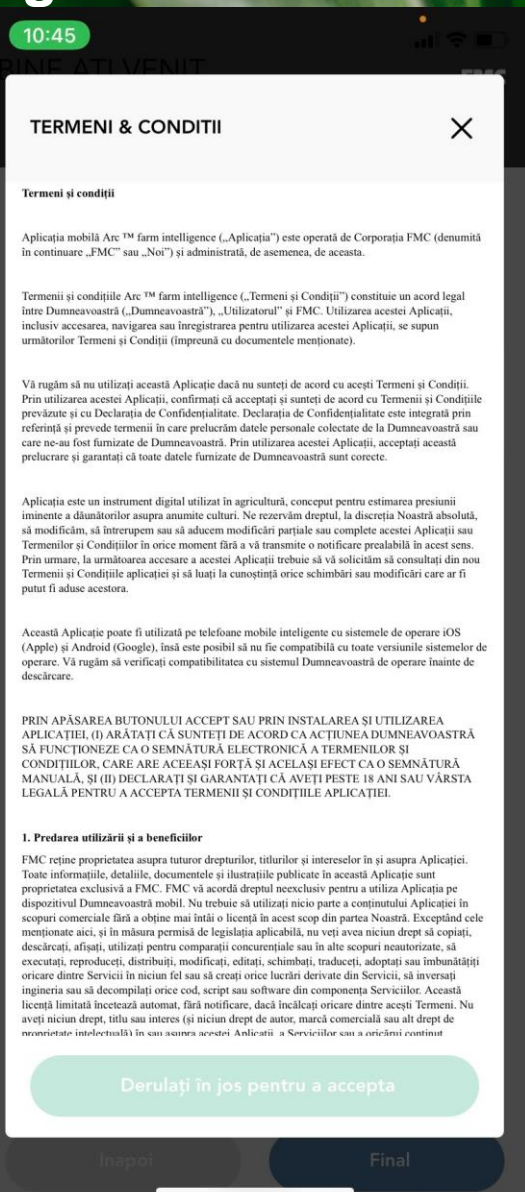 10:45
BINE ATI VENIT
FMC
TERMENI & CONDITII
Termeni și condiții
Aplicația mobilă Arc ™ farm intelligence („Aplicația”) este operată de Corporația FMC (denumită
în continuare „FMC” sau „Noi”) și administrată, de asemenea, de aceasta.
Termenii și condițiile Arc ™ farm intelligence („Termeni și Condiții”) constituie un acord legal
între Dumneavoastră („Dumneavoastră”), „Utilizatorul” și FMC. Utilizarea acestei Aplicații,
inclusiv accesarea, navigarea sau înregistrarea pentru utilizarea acestei Aplicații, se supun
următorilor Termeni și Condiții (împreună cu documentele menționate).
Vă rugăm să nu utilizați această Aplicație dacă nu sunteți de acord cu acești Termeni și Condiții.
Prin utilizarea acestei Aplicații, confirmați că acceptați și sunteți de acord cu Termenii și Condițiile
prevăzute și cu Declarația de Confidențialitate. Declarația de Confidențialitate este integrată prin
referință și prevede termenii în care prelucrăm datele personale colectate de la Dumneavoastră sau
care ne-au fost furnizate de Dumneavoastră. Prin utilizarea acestei Aplicații, acceptați această
prelucrare și garantați că toate datele furnizate de Dumneavoastră sunt corecte.
Aplicația este un instrument digital utilizat în agricultură, conceput pentru estimarea presiunii
iminente a dăunătorilor asupra anumite culturi. Ne rezervăm dreptul, la discreția Noastră absolută,
să modificăm, să întrerupem sau să aducem modificări parțiale sau complete acestei Aplicații sau
Termenilor și Condițiilor în orice moment fără a vă transmite o notificare prealabilă în acest sens.
Prin urmare, la următoarea accesare a acestei Aplicații trebuie să vă solicităm să consultați din nou
Termenii și Condițiile aplicației și să luați la cunoștință orice schimbări sau modificări care ar fi
putut fi aduse acestora.
Această Aplicație poate fi utilizată pe telefoane mobile inteligente cu sistemele de operare iOS
(Apple) și Android (Google), însă este posibil să nu fie compatibilă cu toate versiunile sistemelor de
operare. Vă rugăm să verificați compatibilitatea cu sistemul Dumneavoastră de operare înainte de
descărcare.
PRIN APĂSAREA BUTONULUI ACCEPT SAU PRIN INSTALAREA ȘI UTILIZAREA
APLICAȚIEI, (I) ARĂTAȚI CĂ SUNTEȚI DE ACORD CA ACȚIUNEA DUMNEAVOASTRĂ
SĂ FUNCȚIONEZE CA O SEMNĂTURĂ ELECTRONICĂ A TERMENILOR ȘI
CONDIȚIILOR, CARE ARE ACEEAȘI FORȚĂ ȘI ACELAȘI EFECT CA O SEMNĂTURĂ
MANUALĂ, ȘI (II) DECLARAȚI ȘI GARANTAȚI CĂ AVEȚI PESTE 18 ANI SAU VÂRSTA
LEGALĂ PENTRU A ACCEPTA TERMENII ȘI CONDIȚIILE APLICAȚIEI.
1. Predarea utilizării și a beneficiilor
FMC reține proprietatea asupra tuturor drepturilor, titlurilor și intereselor în și asupra Aplicației.
Toate informațiile, detaliile, documentele și ilustrațiile publicate în această Aplicație sunt
proprietatea exclusivă a FMC. FMC vă acordă dreptul neexclusiv pentru a utiliza Aplicația pe
dispozitivul Dumneavoastră mobil. Nu trebuie să utilizați nicio parte a conținutului Aplicației în
scopuri comerciale fără a obține mai întâi o licență în acest scop din partea Noastră. Exceptând cele
menționate aici, și în măsura permisă de legislația aplicabilă, nu veți avea niciun drept să copiați,
descărcați, afișați, utilizați pentru comparații concurențiale sau în alte scopuri neautorizate, să
executați, reproduceți, distribuiți, modificați, editați, schimbați, traduceți, adoptați sau îmbunătățiți
oricare dintre Servicii în niciun fel sau să creați orice lucrări derivate din Servicii, să inversați
ingineria sau să decompilați orice cod, script sau software din componența Serviciilor. Această
licență limitată încetează automat, fără notificare, dacă încălcați oricare dintre acești Termeni. Nu
aveți niciun drept, titlu sau interes (și niciun drept de autor, marcă comercială sau alt drept de
proprietate intelectuală) în sau asupra acestei Aplicații, a Serviciilor sau a oricărui conținut
Derulați în jos pentru a accepta
Inapoi
Final